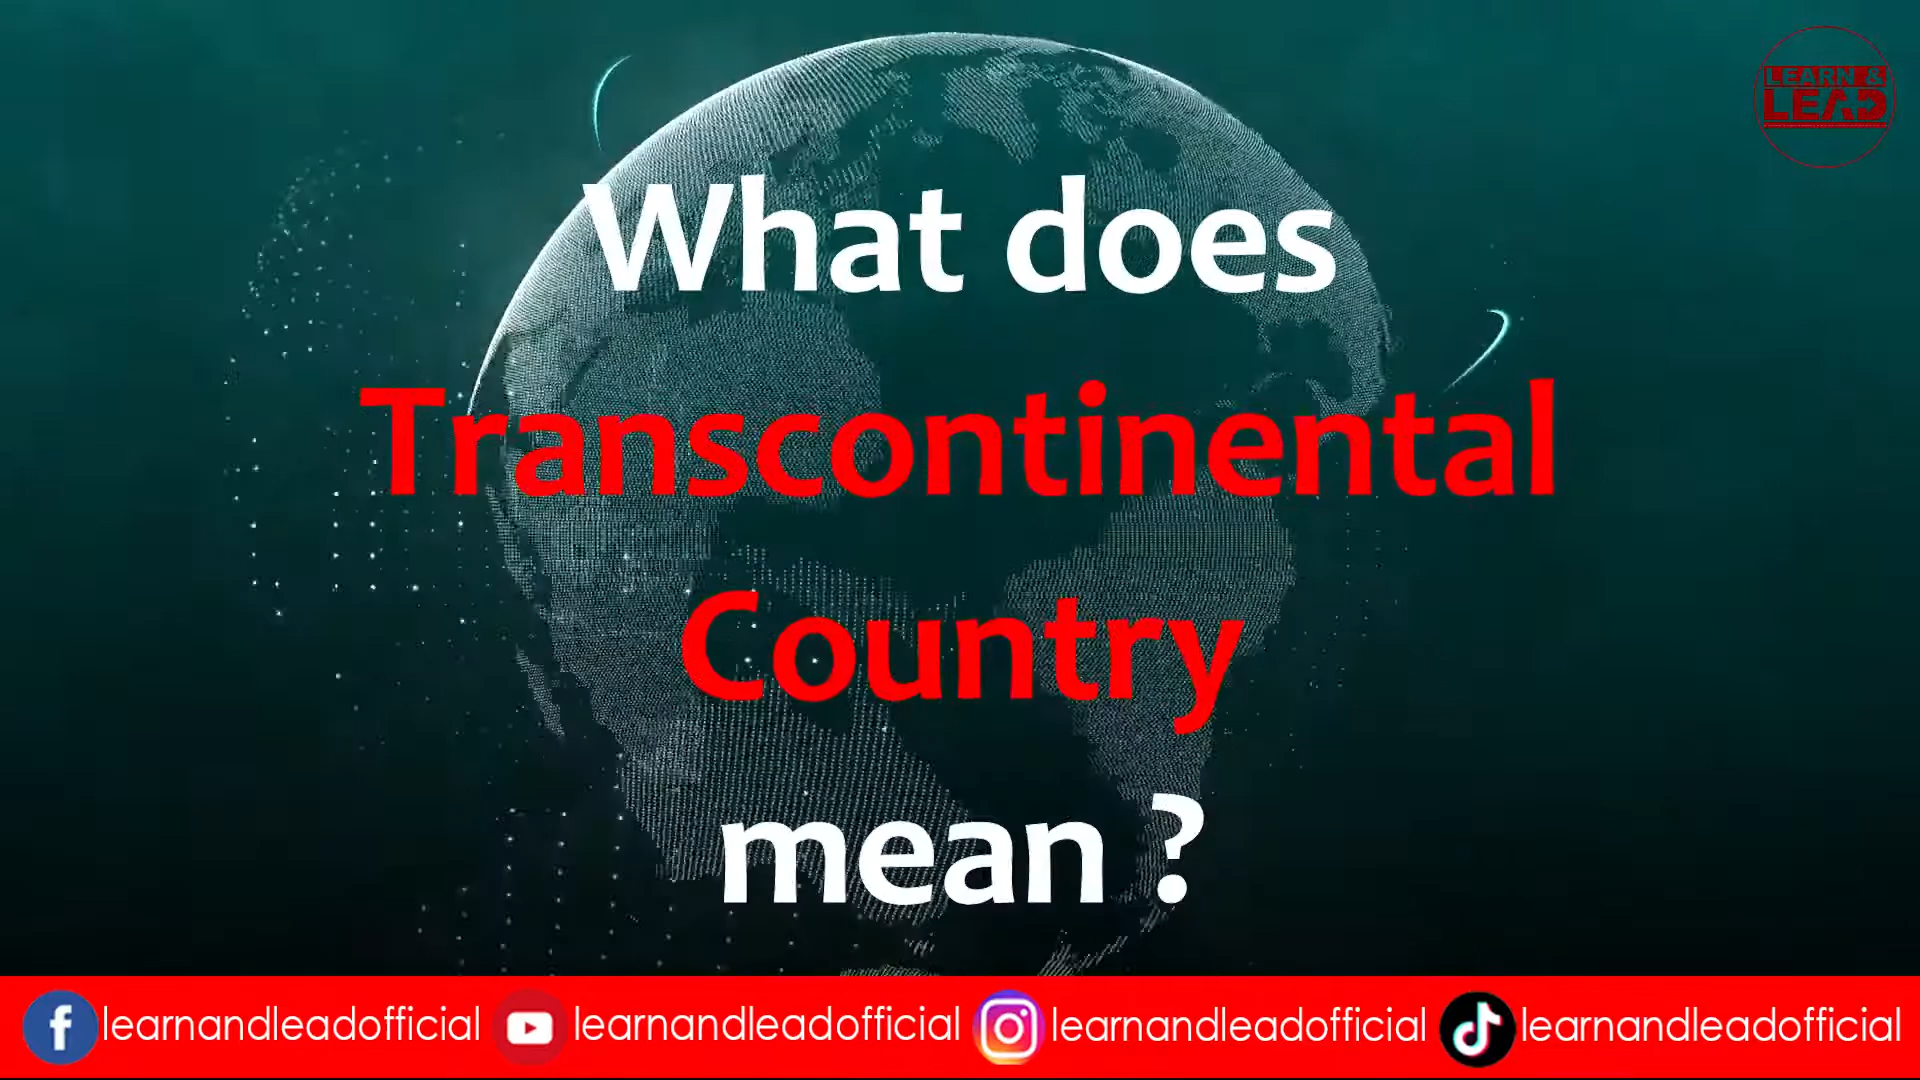 LEARN &
LEAD
What does
Transcontinental
Country
mean ?
learnandleadofficial learnandleadofficial learnandleadofficial learnandleadofficial